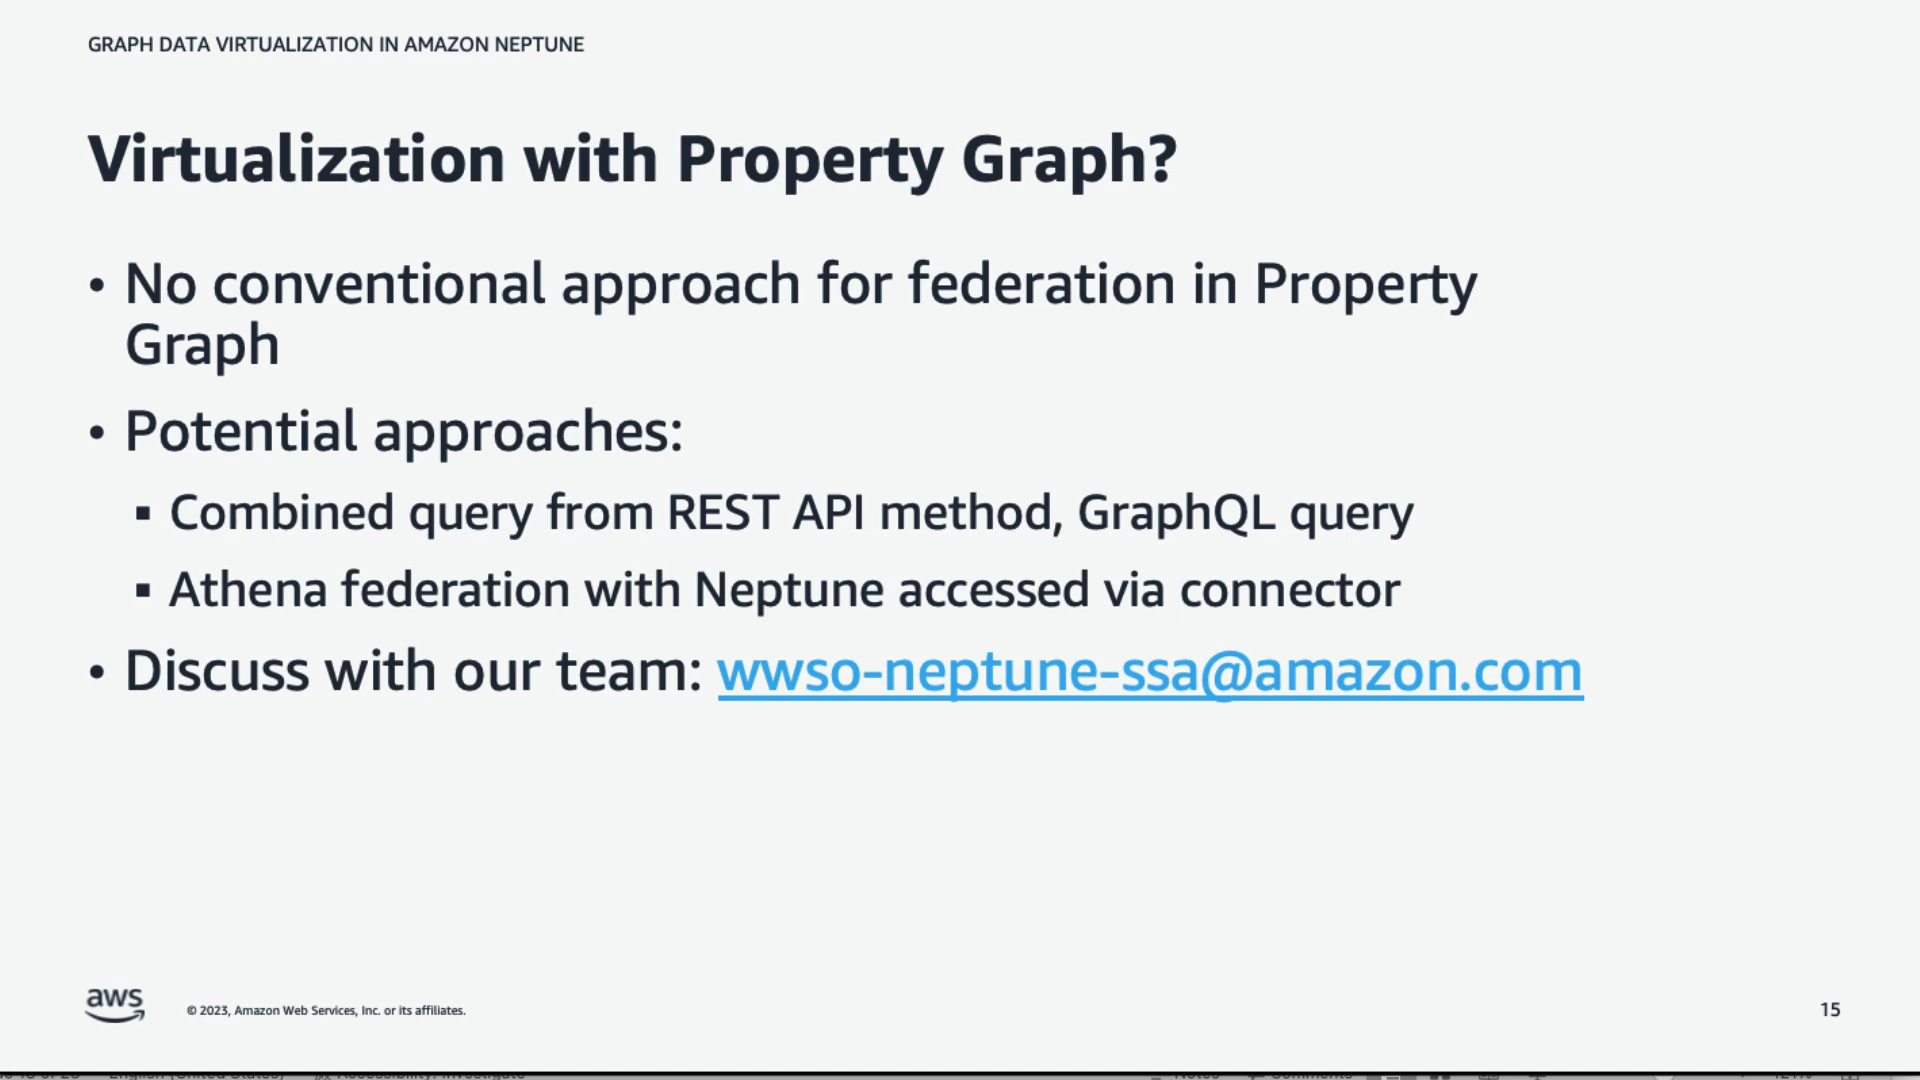 GRAPH DATA VIRTUALIZATION IN AMAZON NEPTUNE
Virtualization with Property Graph?
• No conventional approach for federation in Property
Graph
• Potential approaches:
▪ Combined query from REST API method, GraphQL query
▪ Athena federation with Neptune accessed via connector
• Discuss with our team: wwso-neptune-ssa@amazon.com
aws
© 2023, Amazon Web Services, Inc. or its affiliates.
15